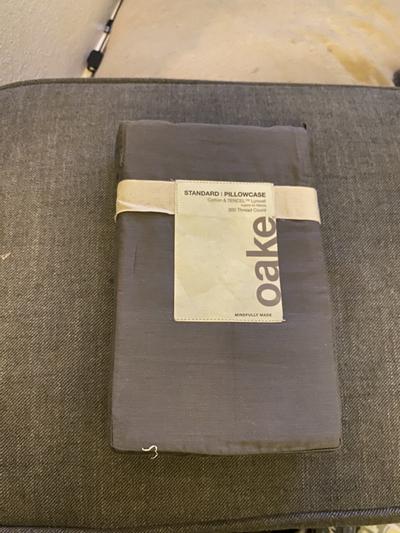 STANDARD | PILLOWCASE
Cotton & TENCEL™ Lyocell
300 Thread Count
oake
MINDFULLY MADE